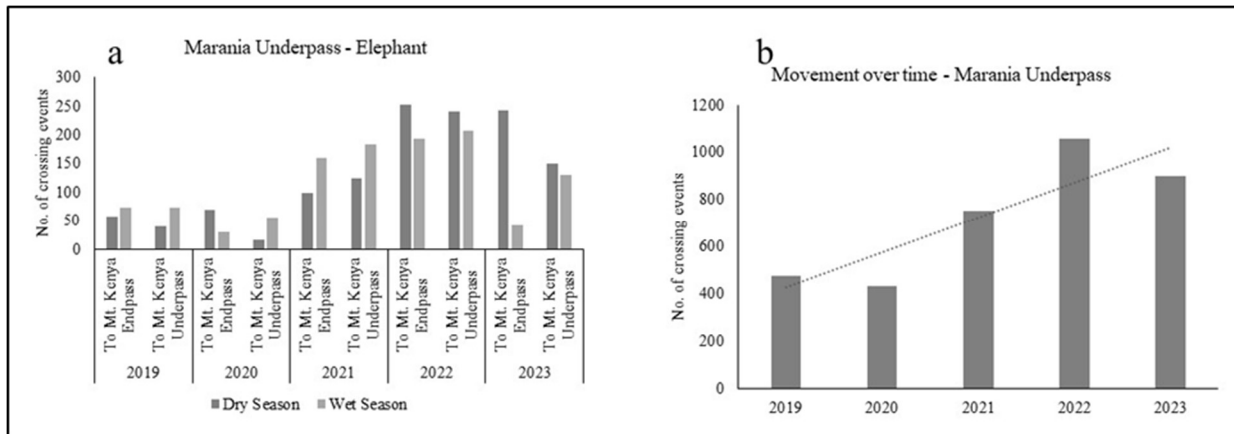 a
Marania Underpass - Elephant
No. of crossing events
300
250
200
150
100
50
0
To Mt. Kenya
Endpass
To Mt. Kenya
Underpass
To Mt. Kenya
Endpass
To Mt. Kenya
Underpass
To Mt. Kenya
Endpass
To Mt. Kenya
Underpass
To Mt. Kenya
Endpass
To Mt. Kenya
Underpass
To Mt. Kenya
Endpass
To Mt. Kenya
Underpass
2019 2020 2021 2022 2023
Dry Season Wet Season
b
Movement over time - Marania Underpass
No. of crossing events
1200
1000
800
600
400
200
0
2019 2020 2021 2022 2023